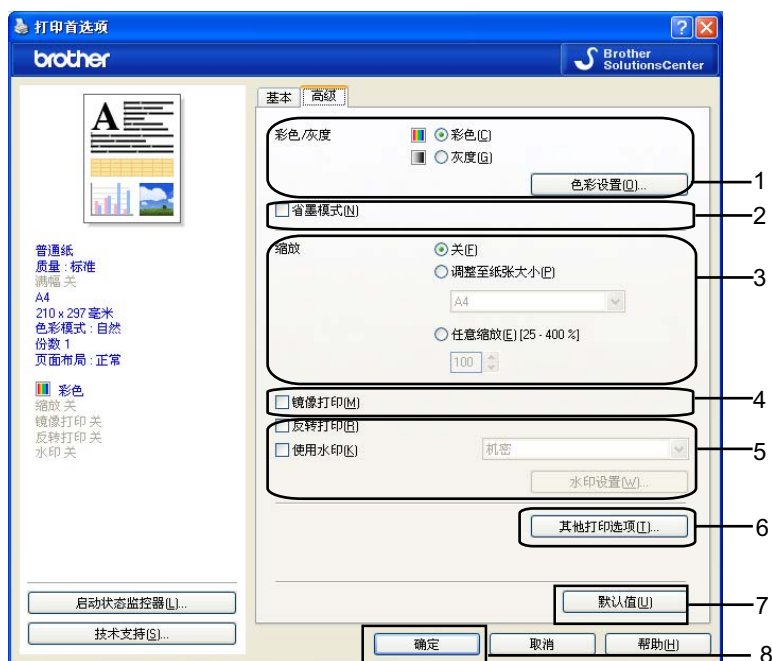 打印首选项
brother
Brother
SolutionsCenter
A
普通纸
质量 : 标准
满幅 关
A4
210 x 297 毫米
色彩模式 : 自然
份数 1
页面布局 : 正常
彩色
缩放 关
镜像打印 关
反转打印 关
水印 关
启动状态监控器(L)...
技术支持(S)...
基本 高级
彩色/灰度
彩色(C)
灰度(G)
色彩设置(O)...
1
省墨模式(N)
2
缩放
关(F)
调整至纸张大小(P)
A4
任意缩放(E) [25 - 400 %]
100
3
镜像打印(M)
4
反转打印(R)
使用水印(K) 机密
水印设置(W)...
5
其他打印选项(T)...
6
默认值(U)
7
确定 取消 帮助(H)
8